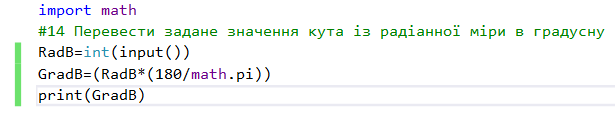 import math
#14 Перевести задане значення кута із радіанної міри в градусну
RadB=int(input())
GradB=(RadB*(180/math.pi))
print(GradB)